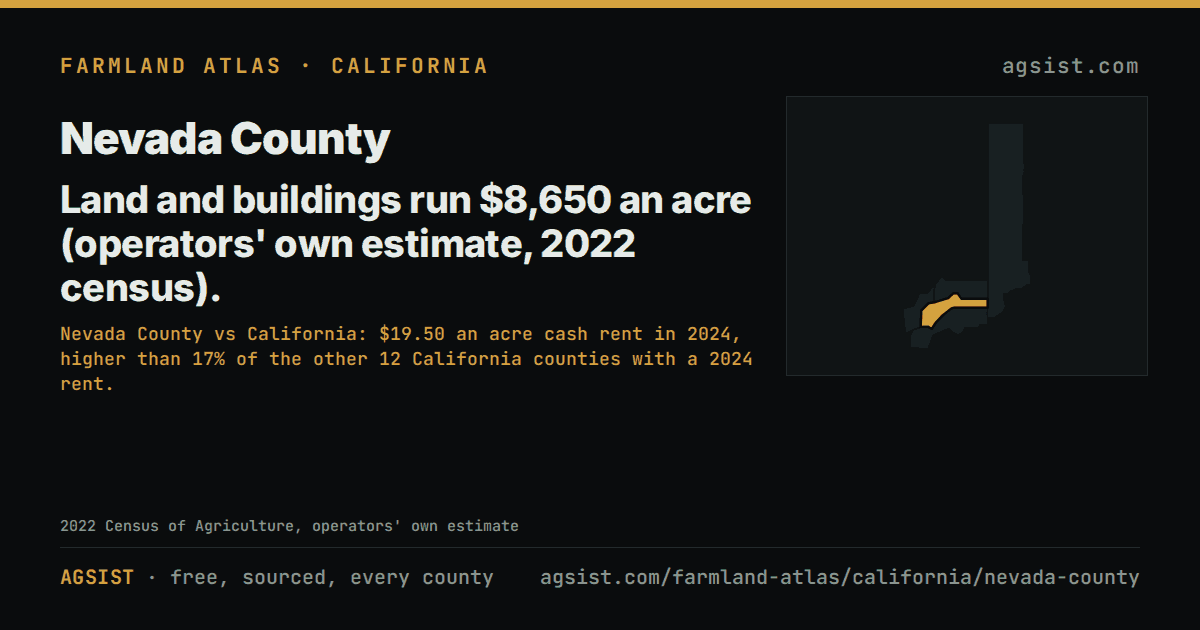 FARMLAND ATLAS · CALIFORNIA
agsist.com
Nevada County
Land and buildings run $8,650 an acre
(operators' own estimate, 2022
census).
Nevada County vs California: $19.50 an acre cash rent in 2024,
higher than 17% of the other 12 California counties with a 2024
rent.
2022 Census of Agriculture, operators' own estimate
AGSIST · free, sourced, every county
agsist.com/farmland-atlas/california/nevada-county